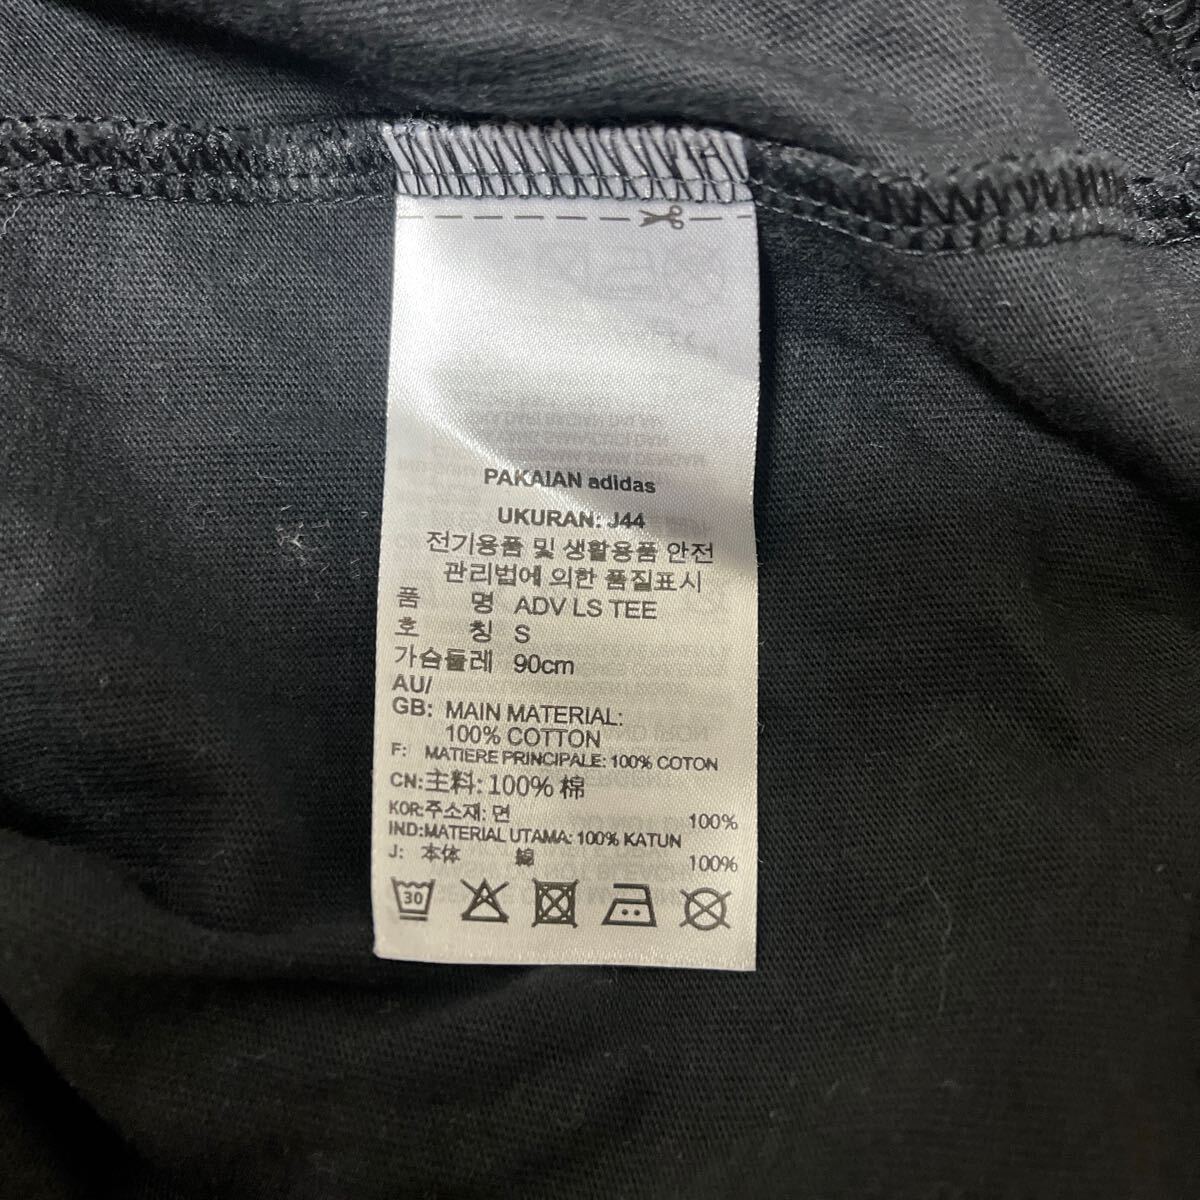 PAKAIAN adidas
UKURAN: J44
전기용품 및 생활용품 안전
관리법에 의한 품질표시
품 명 ADV LS TEE
호 칭 S
가슴둘레 90cm
AU/
GB: MAIN MATERIAL:
100% COTTON
F: MATIERE PRINCIPALE: 100% COTON
CN:主料: 100% 棉
KOR:주소재: 면 100%
IND:MATERIAL UTAMA: 100% KATUN
J: 本体 綿 100%
30